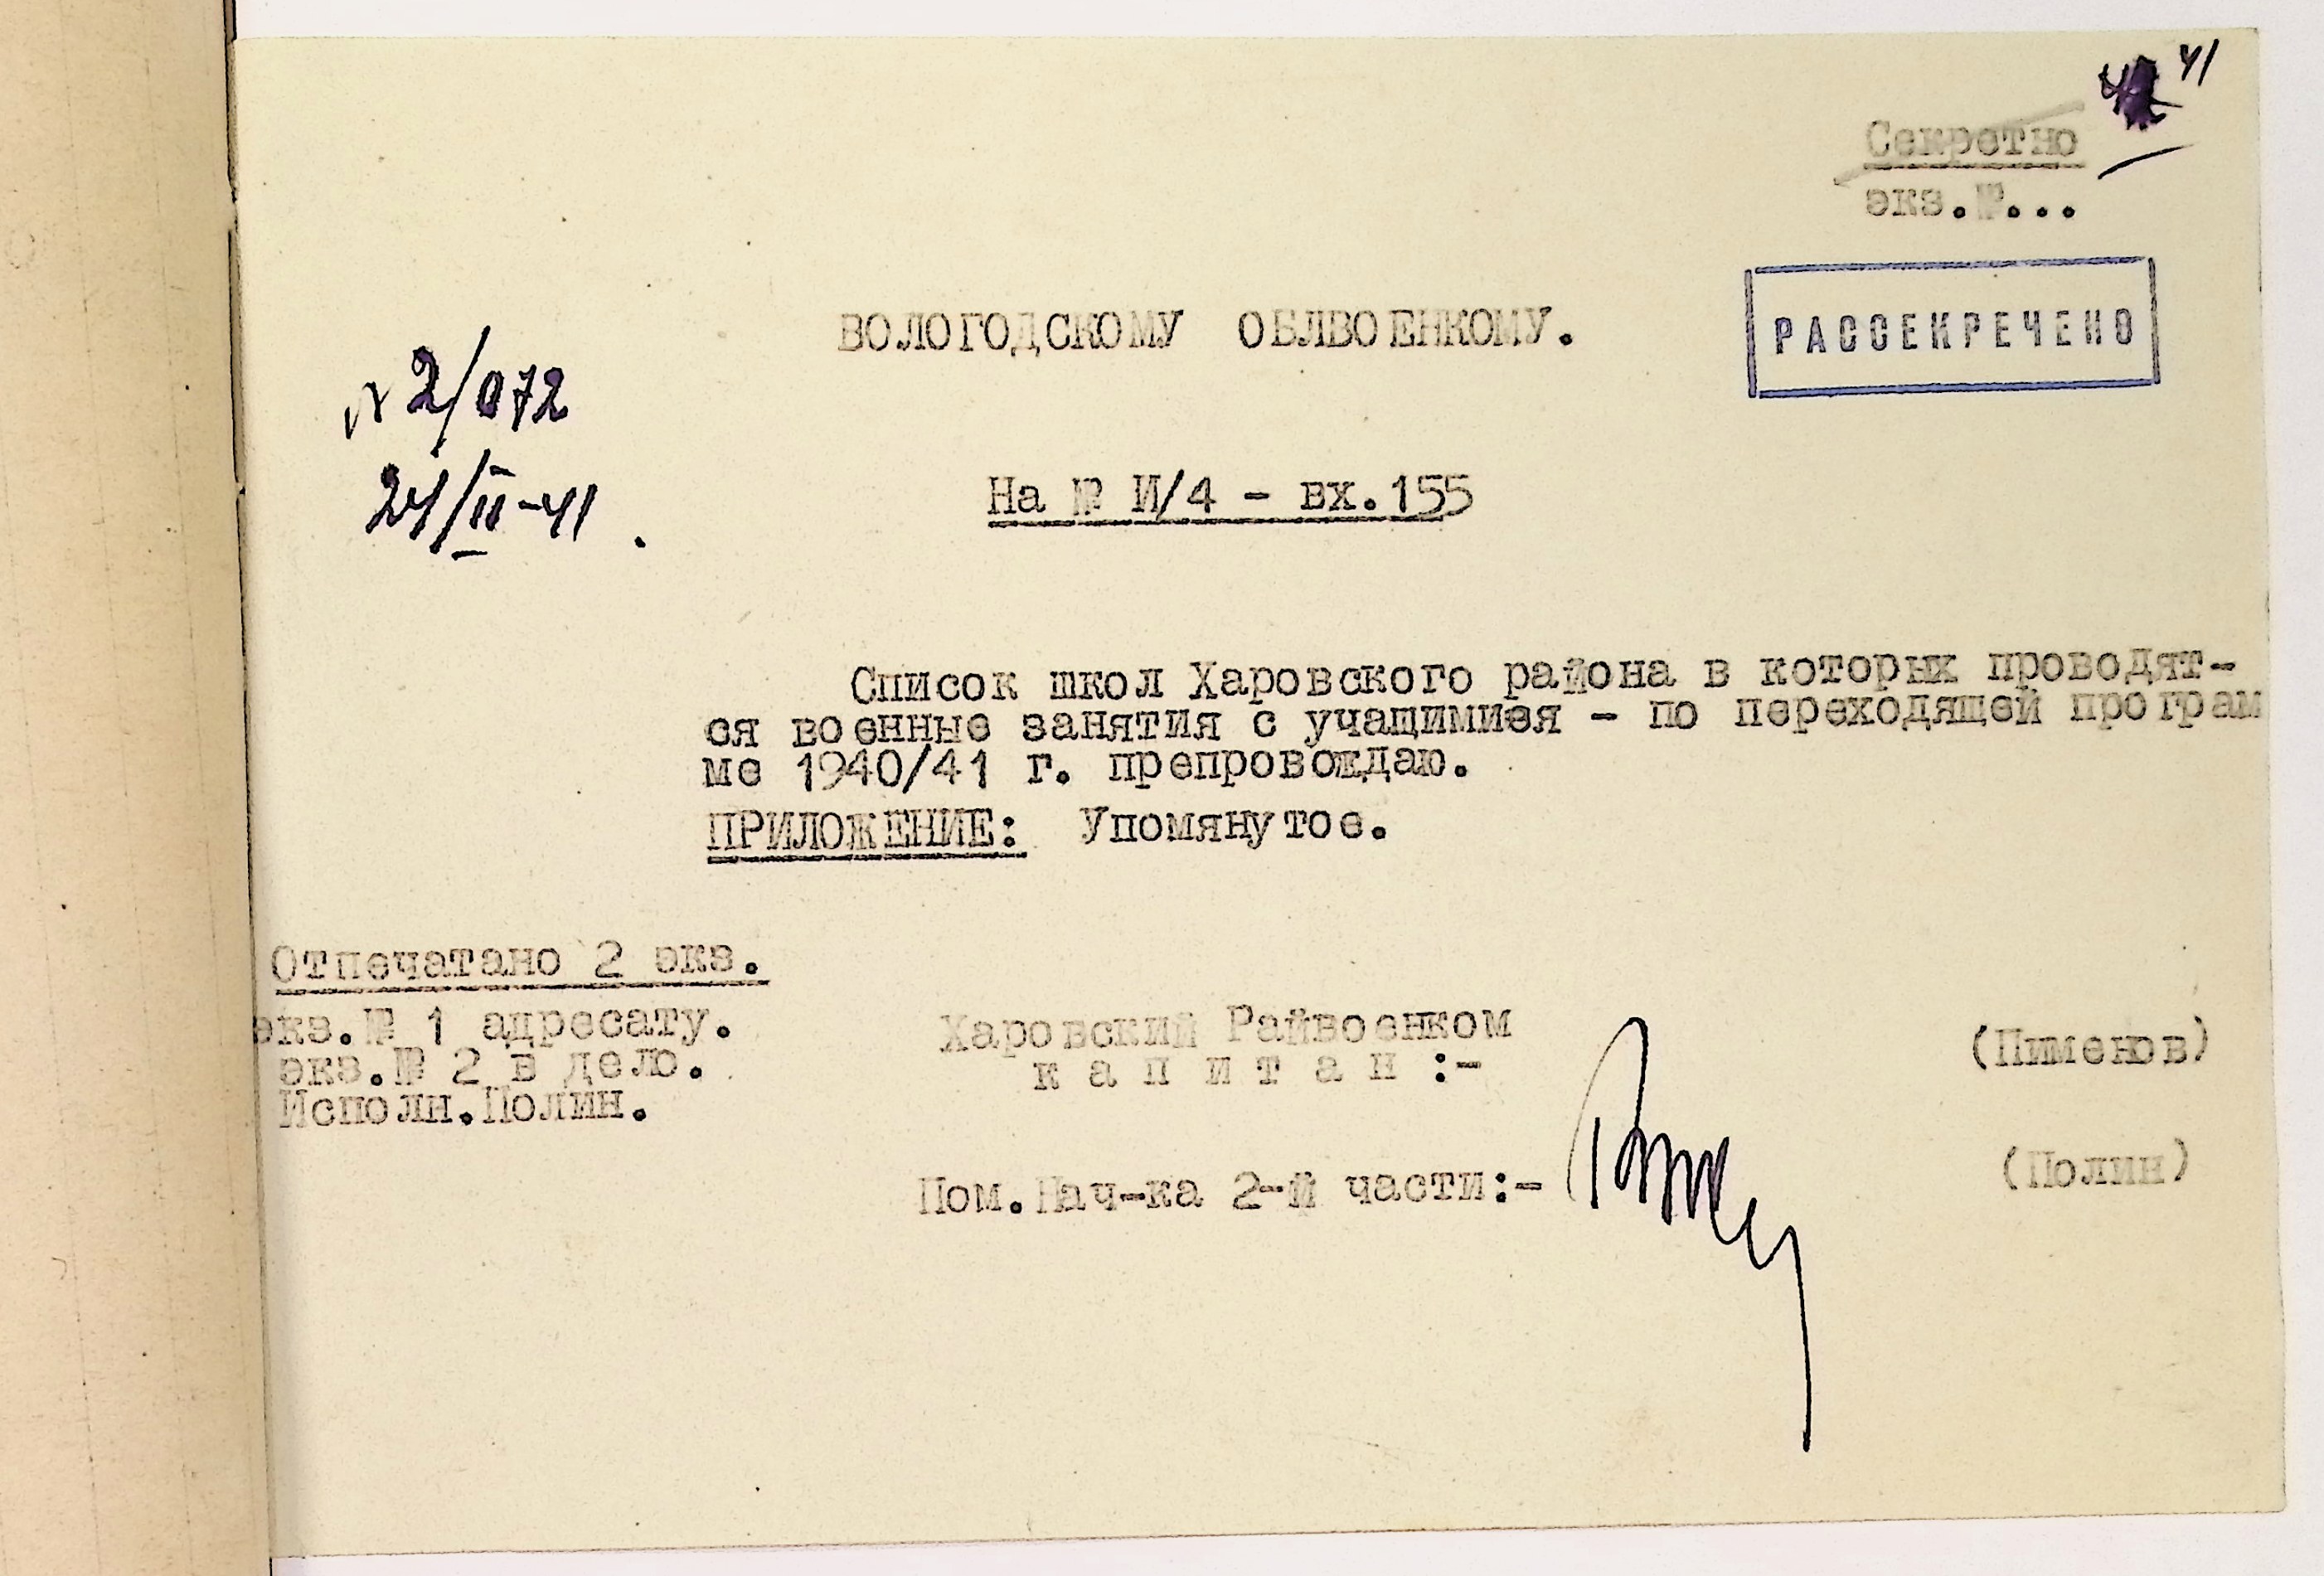 41
Секретно
экз.№...
ВОЛОГОДСКОМУ ОБЛВОЕНКОМУ.
РАССЕКРЕЧЕНО
№ 2/072
24/II-41
На № И/4 - вх.155
Список школ Харовского района в которых проводят-
ся военные занятия с учащимися - по переходящей програм
ме 1940/41 г. препровождаю.
ПРИЛОЖЕНИЕ: Упомянутое.
Отпечатано 2 экз.
экз.№ 1 адресату.
экз.№ 2 в дело.
Исполн.Полин.
Харовский Райвоенком
к а п и т а н :-
(Пименов)
Пом.Нач-ка 2-й части:-
(Полин)